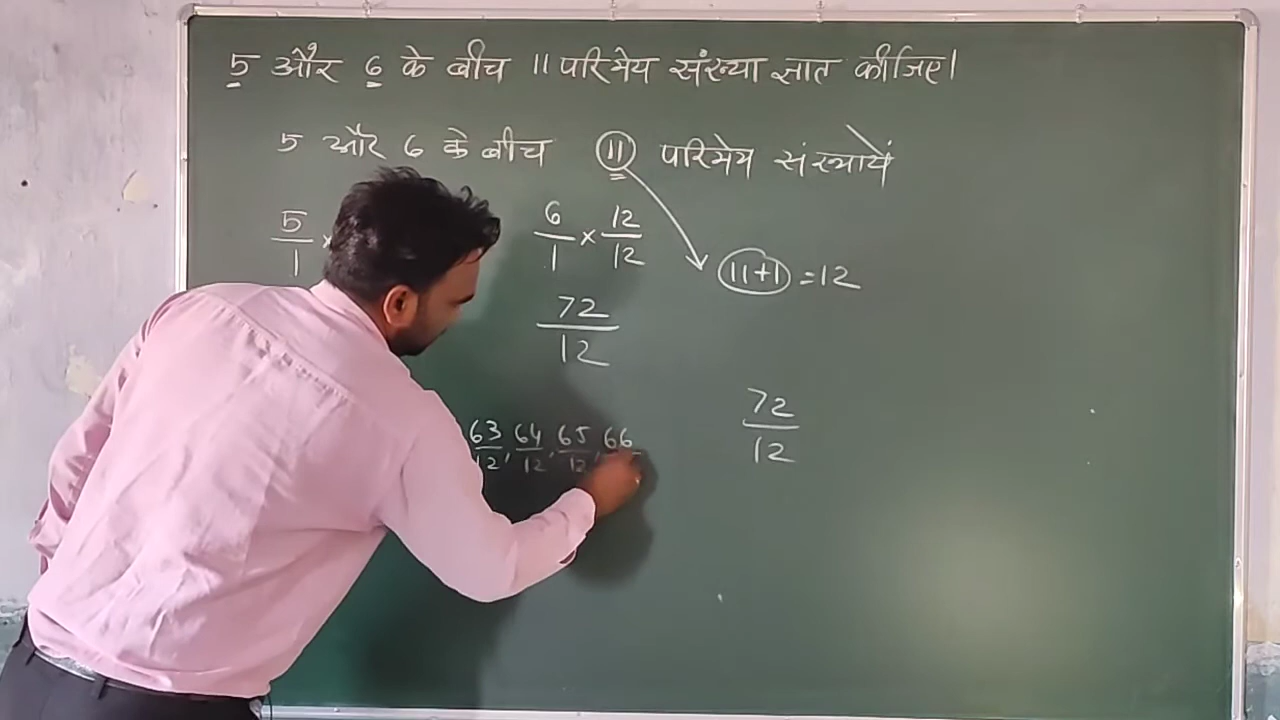 5 और 6 के बीच 11 परिमेय संख्या ज्ञात कीजिए।
5 और 6 के बीच 11 परिमेय संख्यायें
5/1 × 6/1 × 12/12 11+1 = 12
72/12
63/12, 64/12, 65/12, 66 72/12